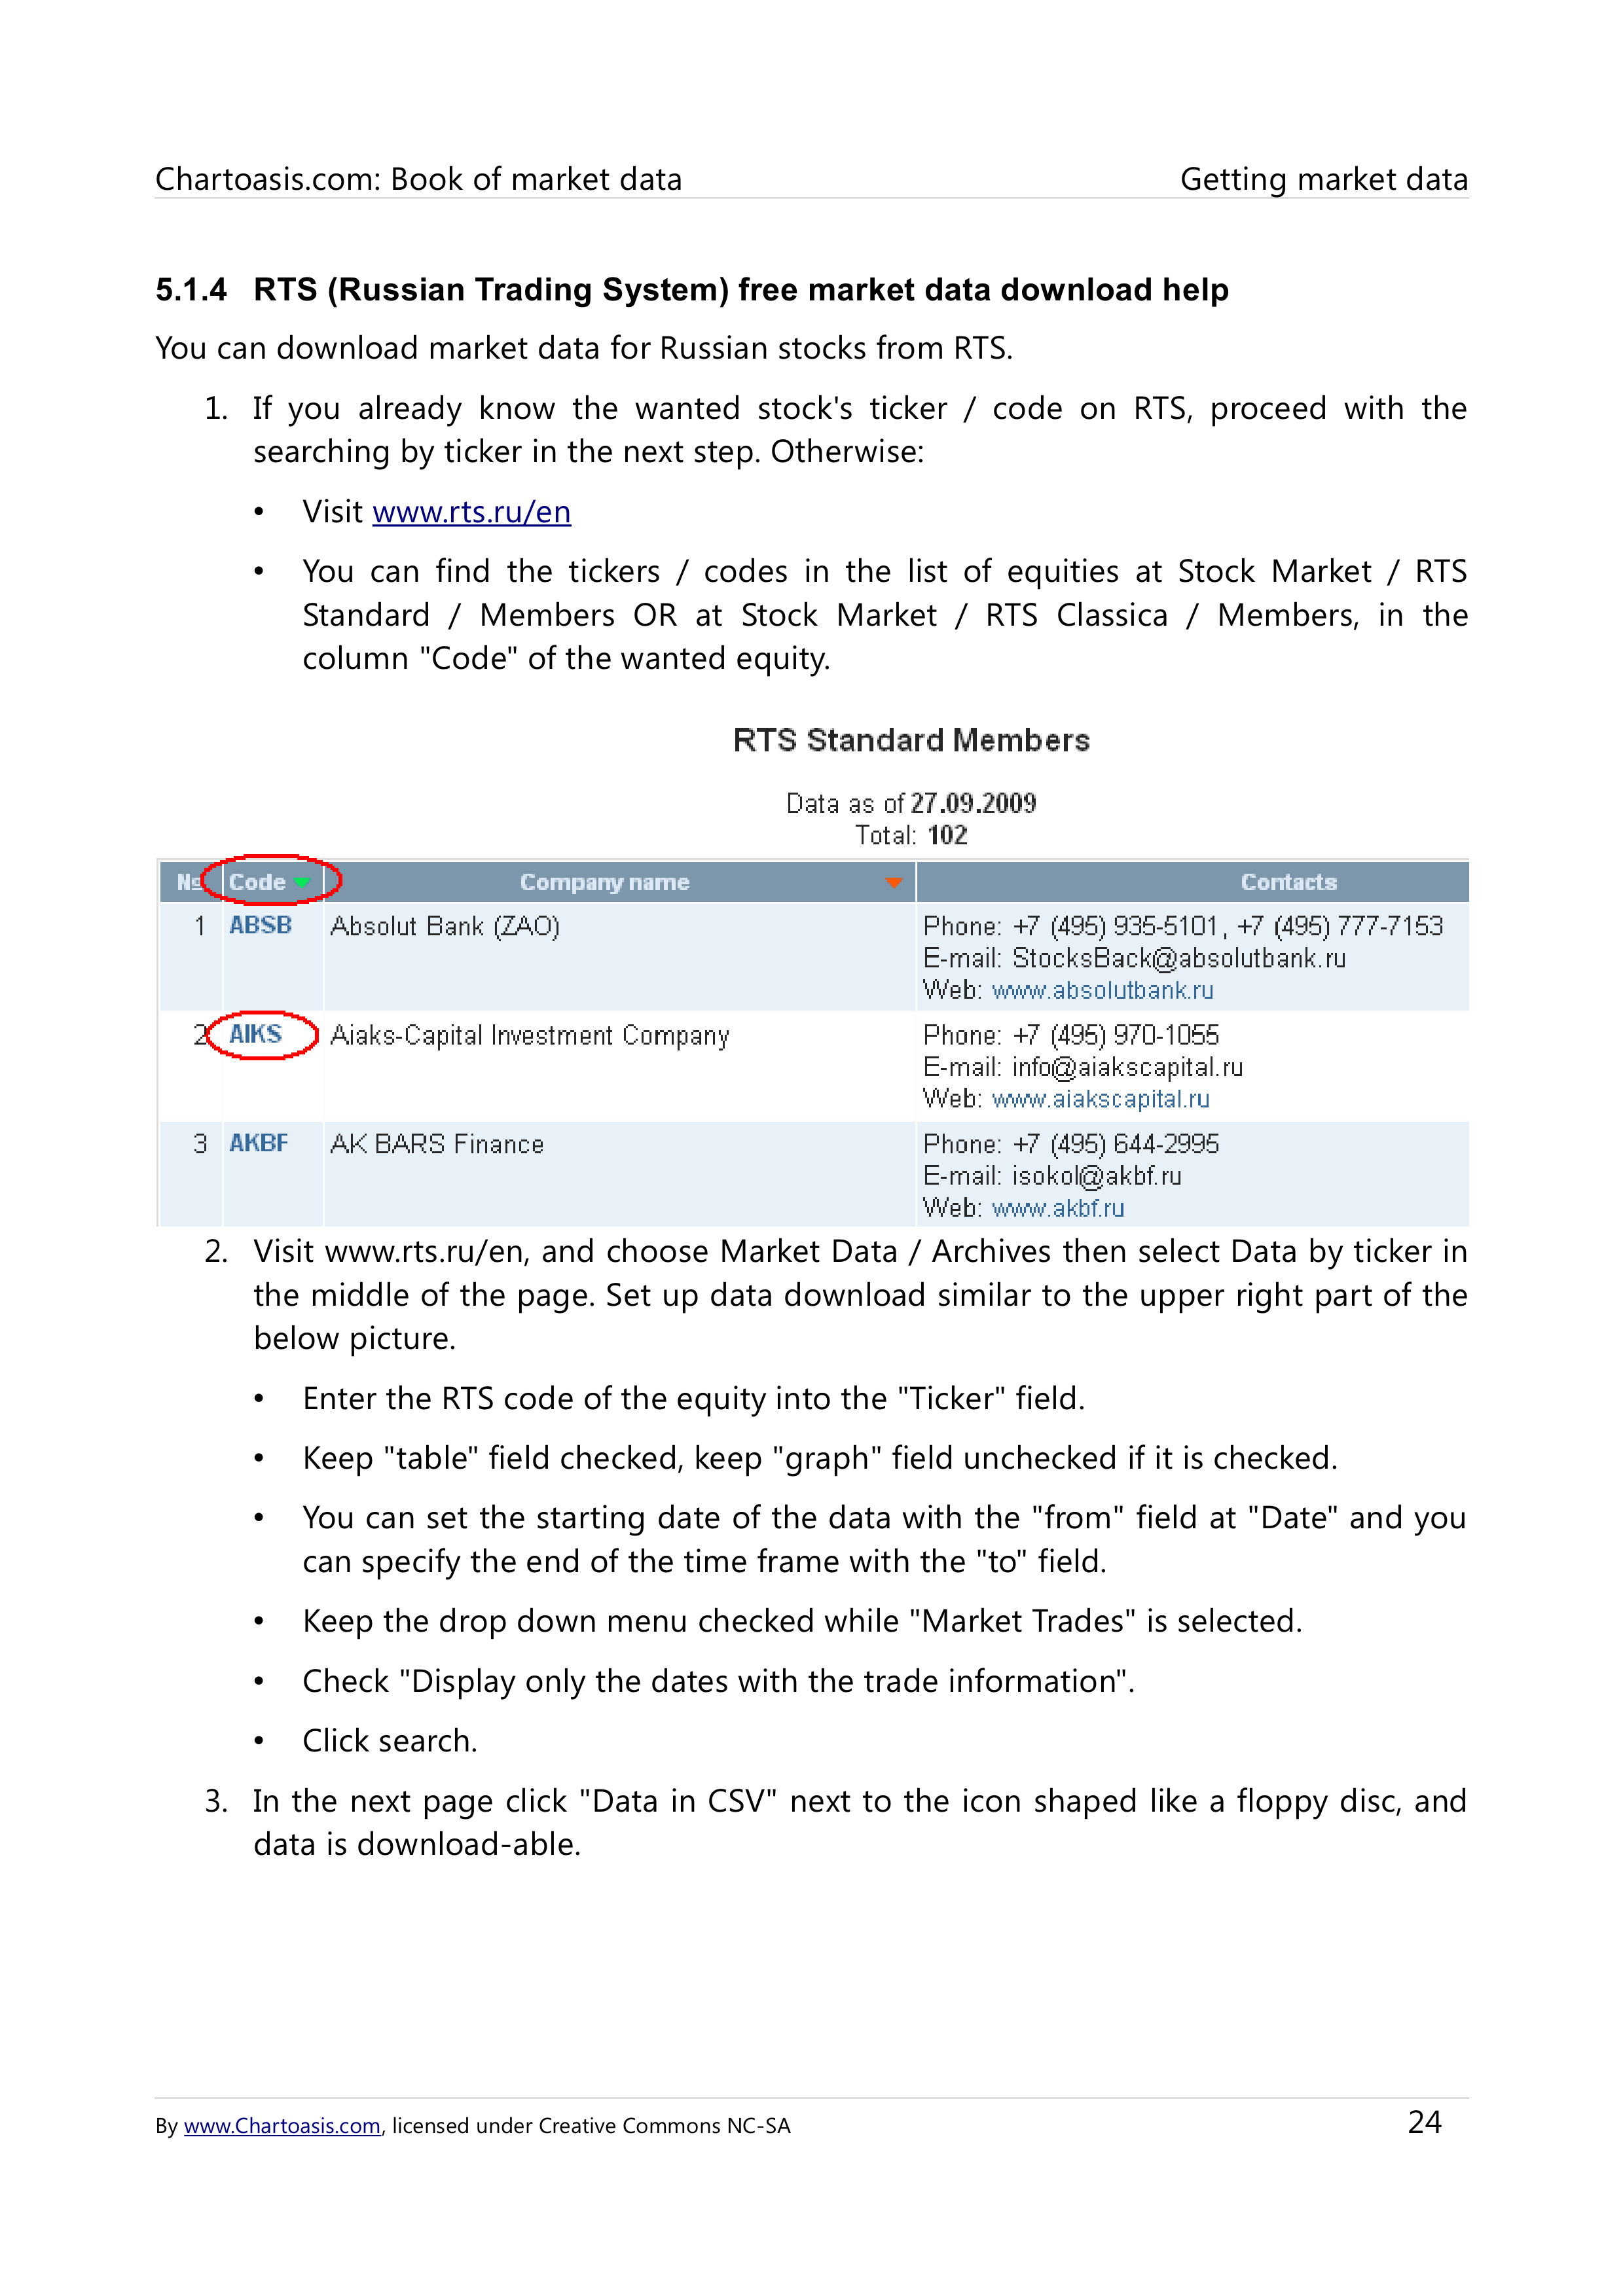 Chartoasis.com: Book of market data Getting market data
5.1.4 RTS (Russian Trading System) free market data download help
You can download market data for Russian stocks from RTS.
1. If you already know the wanted stock's ticker / code on RTS, proceed with the
searching by ticker in the next step. Otherwise:
• Visit www.rts.ru/en
• You can find the tickers / codes in the list of equities at Stock Market / RTS
Standard / Members OR at Stock Market / RTS Classica / Members, in the
column "Code" of the wanted equity.
RTS Standard Members
Data as of 27.09.2009
Total: 102
№ Code Company name Contacts
1 ABSB Absolut Bank (ZAO) Phone: +7 (495) 935-5101, +7 (495) 777-7153
E-mail: StocksBack@absolutbank.ru
Web: www.absolutbank.ru
2 AIKS Aiaks-Capital Investment Company Phone: +7 (495) 970-1055
E-mail: info@aiakscapital.ru
Web: www.aiakscapital.ru
3 AKBF AK BARS Finance Phone: +7 (495) 644-2995
E-mail: isokol@akbf.ru
Web: www.akbf.ru
2. Visit www.rts.ru/en, and choose Market Data / Archives then select Data by ticker in
the middle of the page. Set up data download similar to the upper right part of the
below picture.
• Enter the RTS code of the equity into the "Ticker" field.
• Keep "table" field checked, keep "graph" field unchecked if it is checked.
• You can set the starting date of the data with the "from" field at "Date" and you
can specify the end of the time frame with the "to" field.
• Keep the drop down menu checked while "Market Trades" is selected.
• Check "Display only the dates with the trade information".
• Click search.
3. In the next page click "Data in CSV" next to the icon shaped like a floppy disc, and
data is download-able.
By www.Chartoasis.com, licensed under Creative Commons NC-SA 24